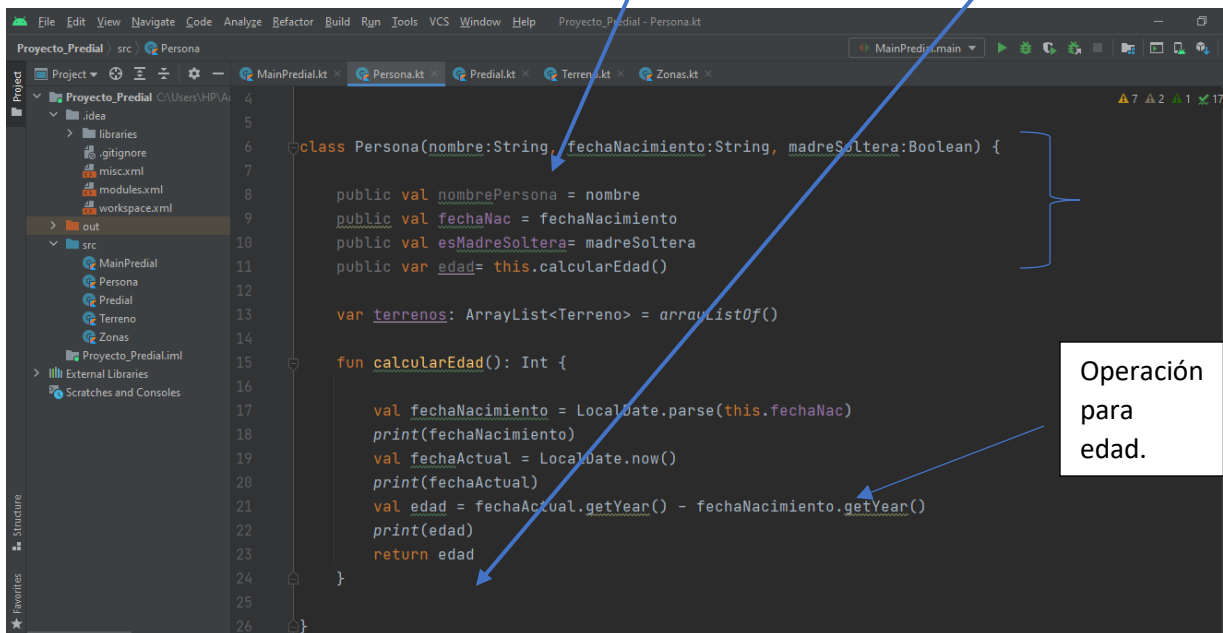 File Edit View Navigate Code Analyze Refactor Build Run Tools VCS Window Help Proyecto_Predial - Persona.kt
Proyecto_Predial src Persona
MainPredial.main
Project
Project
MainPredial.kt Persona.kt Predial.kt Terreno.kt Zonas.kt
Proyecto_Predial C:\Users\HP\A
.idea
libraries
.gitignore
misc.xml
modules.xml
workspace.xml
out
src
MainPredial
Persona
Predial
Terreno
Zonas
Proyecto_Predial.iml
External Libraries
Scratches and Consoles
Structure
Favorites
7 2 1 17
4
5
6 class Persona(nombre:String, fechaNacimiento:String, madreSoltera:Boolean) {
7
8 public val nombrePersona = nombre
9 public val fechaNac = fechaNacimiento
10 public val esMadreSoltera= madreSoltera
11 public var edad= this.calcularEdad()
12
13 var terrenos: ArrayList<Terreno> = arrayListOf()
14
15 fun calcularEdad(): Int {
16
17 val fechaNacimiento = LocalDate.parse(this.fechaNac)
18 print(fechaNacimiento)
19 val fechaActual = LocalDate.now()
20 print(fechaActual)
21 val edad = fechaActual.getYear() - fechaNacimiento.getYear()
22 print(edad)
23 return edad
24 }
25
26 }
Operación
para
edad.